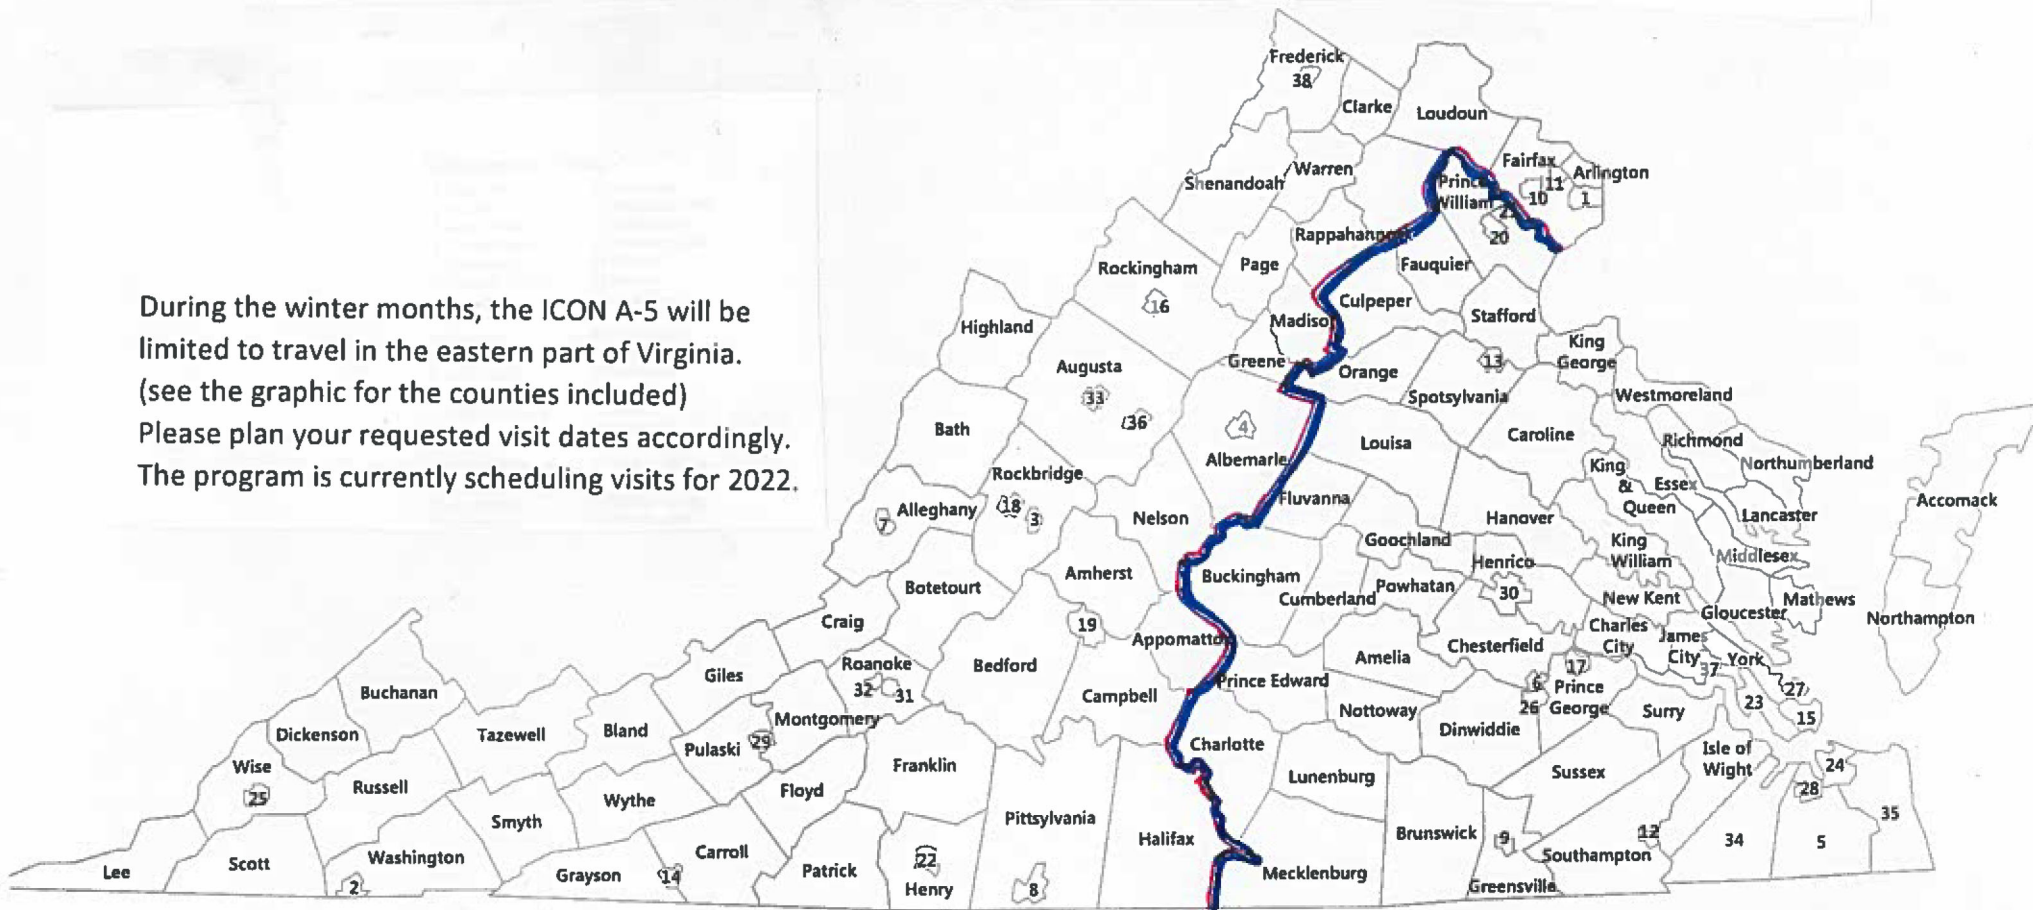 During the winter months, the ICON A-5 will be
limited to travel in the eastern part of Virginia.
(see the graphic for the counties included)
Please plan your requested visit dates accordingly.
The program is currently scheduling visits for 2022.
Frederick
38
Clarke
Loudoun
Warren
Shenandoah
Fairfax
Arlington
11
10
1
Prince
William
21
20
Rappahannock
Fauquier
Rockingham
16
Page
Culpeper
Madison
Stafford
Highland
Greene
Orange
13
King
George
Augusta
33
36
Spotsylvania
Westmoreland
Bath
4
Albemarle
Louisa
Caroline
Richmond
Northumberland
Rockbridge
18
3
King
&
Queen
Essex
Lancaster
Accomack
Alleghany
7
Nelson
Fluvanna
Goochland
Hanover
King
William
Middlesex
Henrico
30
Botetourt
Amherst
Buckingham
Cumberland
Powhatan
New Kent
Gloucester
Mathews
Northampton
Craig
19
Appomattox
Amelia
Chesterfield
Charles
City
James
City
37
York
Giles
Roanoke
32
31
Bedford
Campbell
Prince Edward
Nottoway
17
6
26
Prince
George
Surry
23
27
15
Buchanan
Dickenson
Tazewell
Bland
Pulaski
29
Montgomery
Charlotte
Dinwiddie
Isle of
Wight
24
28
Wise
25
Russell
Wythe
Floyd
Franklin
Lunenburg
Sussex
Smyth
Pittsylvania
Halifax
Brunswick
9
12
34
5
35
Lee
Scott
Washington
2
Grayson
14
Carroll
Patrick
22
Henry
8
Mecklenburg
Southampton
Greensville